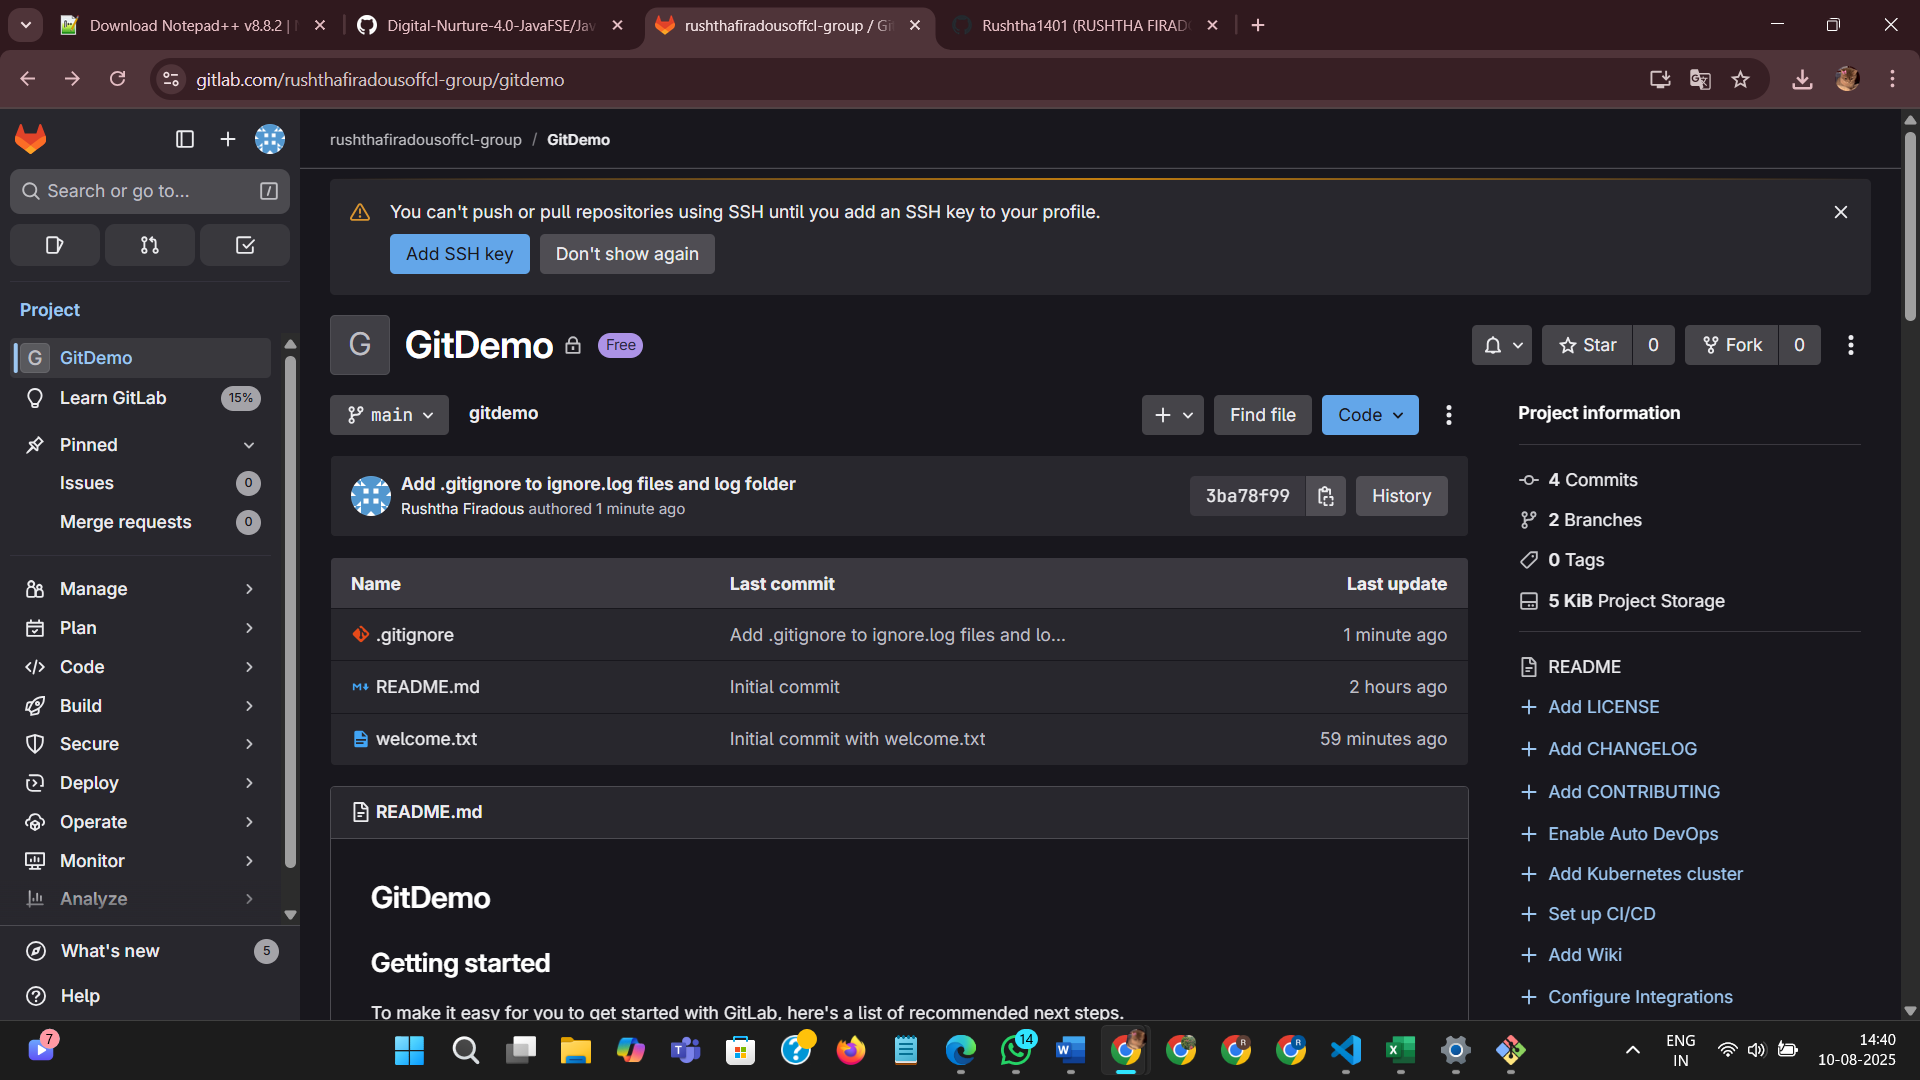 Download Notepad++ v8.8.2 |
Digital-Nurture-4.0-JavaFSE/Jav
rushthafiradousoffcl-group / Gi
Rushtha1401 (RUSHTHA FIRAD
gitlab.com/rushthafiradousoffcl-group/gitdemo
rushthafiradousoffcl-group / GitDemo
Search or go to... /
You can't push or pull repositories using SSH until you add an SSH key to your profile.
Add SSH key Don't show again
Project
G GitDemo
Learn GitLab 15%
Pinned
Issues 0
Merge requests 0
Manage
Plan
Code
Build
Secure
Deploy
Operate
Monitor
Analyze
What's new 5
Help
G GitDemo Free
Star 0 Fork 0
main gitdemo
Find file Code
Add .gitignore to ignore.log files and log folder
Rushtha Firadous authored 1 minute ago
3ba78f99 History
Name Last commit Last update
.gitignore Add .gitignore to ignore.log files and lo... 1 minute ago
README.md Initial commit 2 hours ago
welcome.txt Initial commit with welcome.txt 59 minutes ago
README.md
GitDemo
Getting started
To make it easy for you to get started with GitLab, here's a list of recommended next steps.
Project information
4 Commits
2 Branches
0 Tags
5 KiB Project Storage
README
Add LICENSE
Add CHANGELOG
Add CONTRIBUTING
Enable Auto DevOps
Add Kubernetes cluster
Set up CI/CD
Add Wiki
Configure Integrations
7
14
ENG
IN
14:40
10-08-2025